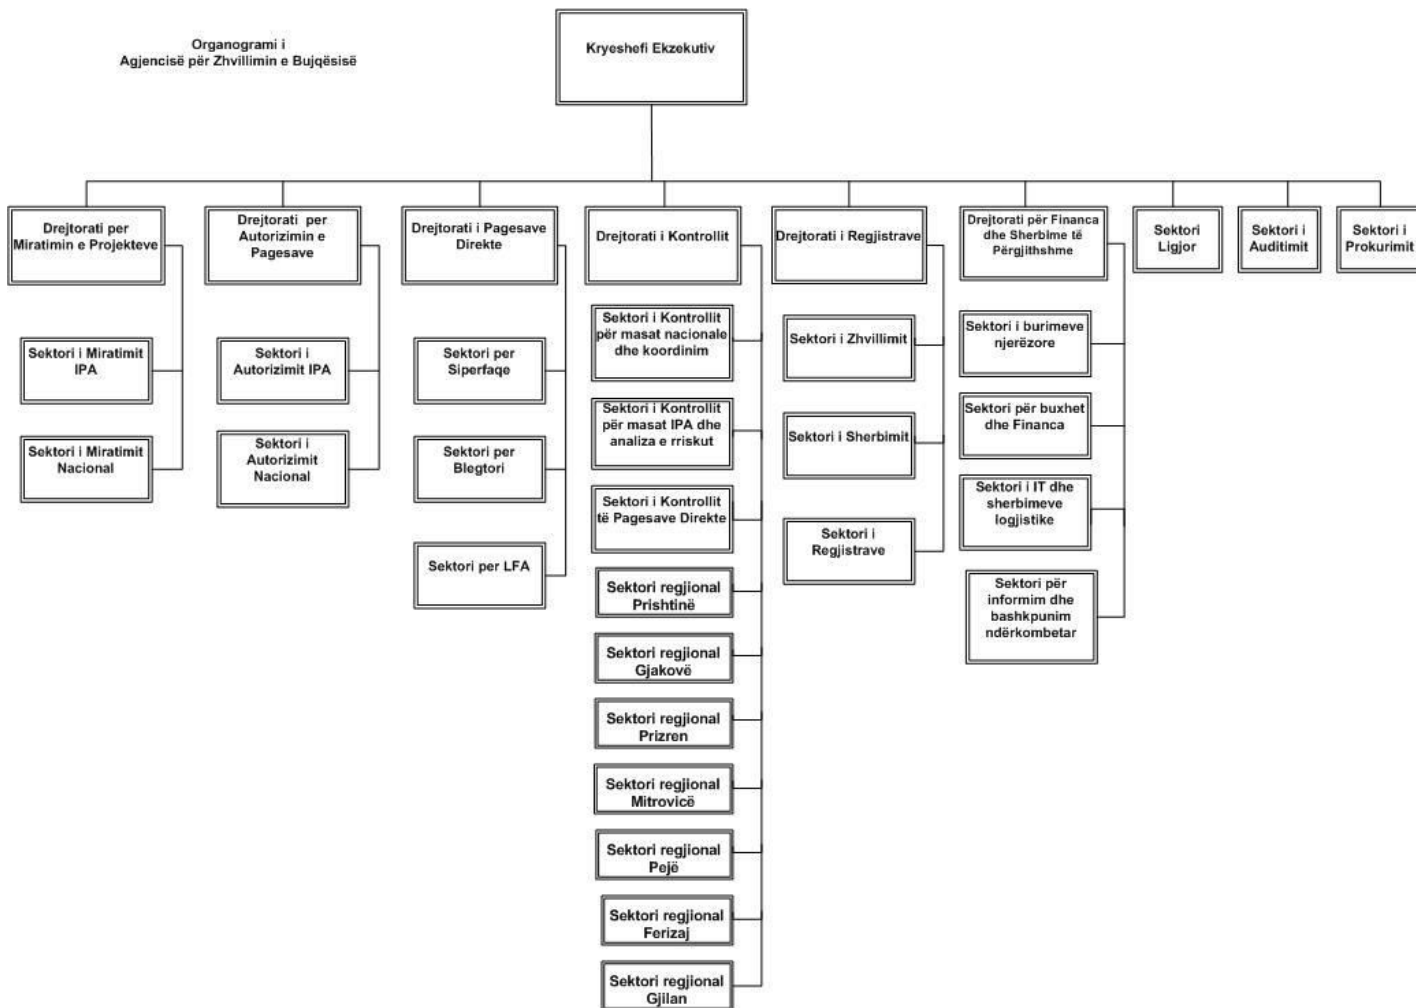 Organogrami i
Agjencisë për Zhvillimin e Bujqësisë
Kryeshefi Ekzekutiv
Drejtorati per
Miratimin e Projekteve
Drejtorati per
Autorizimin e
Pagesave
Drejtorati i Pagesave
Direkte
Drejtorati i Kontrollit
Drejtorati i Regjistrave
Drejtorati për Financa
dhe Sherbime të
Përgjithshme
Sektori
Ligjor
Sektori i
Auditimit
Sektori i
Prokurimit
Sektori i Miratimit
IPA
Sektori i Miratimit
Nacional
Sektori i
Autorizimit IPA
Sektori i
Autorizimit
Nacional
Sektori per
Siperfaqe
Sektori per
Blegtori
Sektori per LFA
Sektori i Kontrollit
për masat nacionale
dhe koordinim
Sektori i Kontrollit
për masat IPA dhe
analiza e rriskut
Sektori i Kontrollit
të Pagesave Direkte
Sektori regjional
Prishtinë
Sektori regjional
Gjakovë
Sektori regjional
Prizren
Sektori regjional
Mitrovicë
Sektori regjional
Pejë
Sektori regjional
Ferizaj
Sektori regjional
Gjilan
Sektori i Zhvillimit
Sektori i Sherbimit
Sektori i
Regjistrave
Sektori i burimeve
njerëzore
Sektori për buxhet
dhe Financa
Sektori i IT dhe
sherbimeve
logjistike
Sektori për
informim dhe
bashkpunim
ndërkombetar